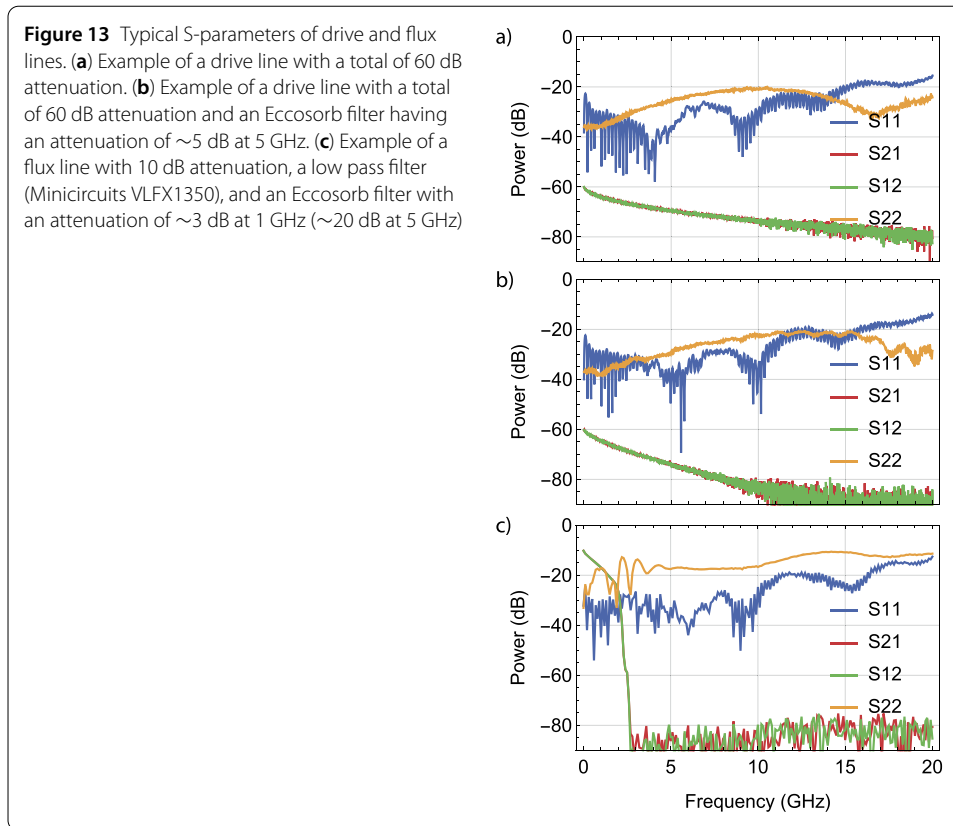 Figure 13 Typical S-parameters of drive and flux
lines. (a) Example of a drive line with a total of 60 dB
attenuation. (b) Example of a drive line with a total
of 60 dB attenuation and an Eccosorb filter having
an attenuation of ∼5 dB at 5 GHz. (c) Example of a
flux line with 10 dB attenuation, a low pass filter
(Minicircuits VLFX1350), and an Eccosorb filter with
an attenuation of ∼3 dB at 1 GHz (∼20 dB at 5 GHz)
a)
0
−20
−40
−60
−80
Power (dB)
S11
S21
S12
S22
b)
0
−20
−40
−60
−80
Power (dB)
S11
S21
S12
S22
c)
0
−20
−40
−60
−80
Power (dB)
S11
S21
S12
S22
0 5 10 15 20
Frequency (GHz)